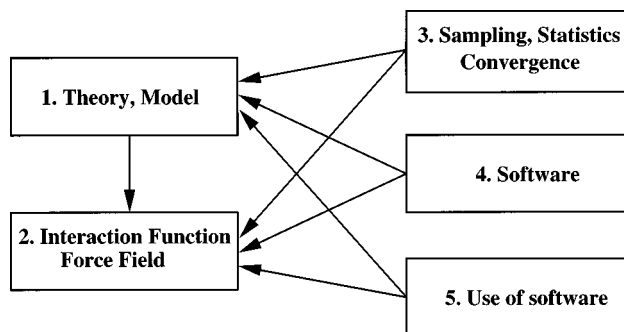 1. Theory, Model
2. Interaction Function
Force Field
3. Sampling, Statistics
Convergence
4. Software
5. Use of software